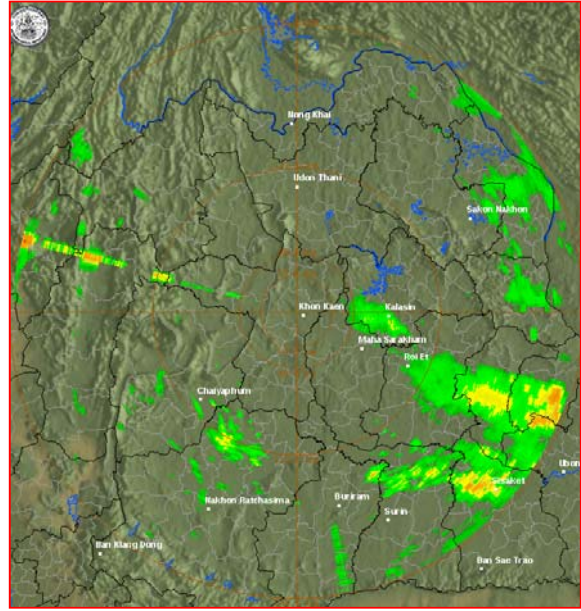 Nong Khai
Udon Thani
Sakon Nakhon
Khon Kaen
Kalasin
Maha Sarakham
Roi Et
Chaiyaphum
Ubon
Sisaket
Nakhon Ratchasima
Buriram
Surin
Ban Klang Dong
Ban Sae Trao